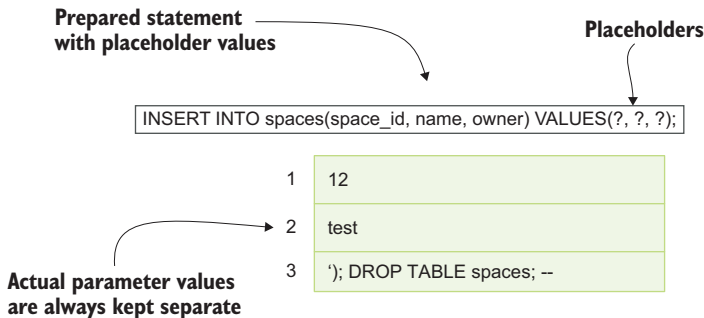 Prepared statement
with placeholder values
Placeholders
INSERT INTO spaces(space_id, name, owner) VALUES(?, ?, ?);
1 12
2 test
3 ‘); DROP TABLE spaces; --
Actual parameter values
are always kept separate